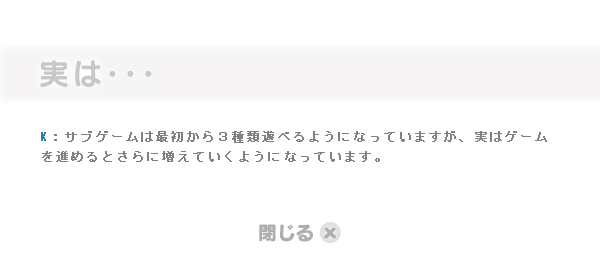 実は･･･
K：サブゲームは最初から３種類遊べるようになっていますが、実はゲーム
を進めるとさらに増えていくようになっています。
閉じる